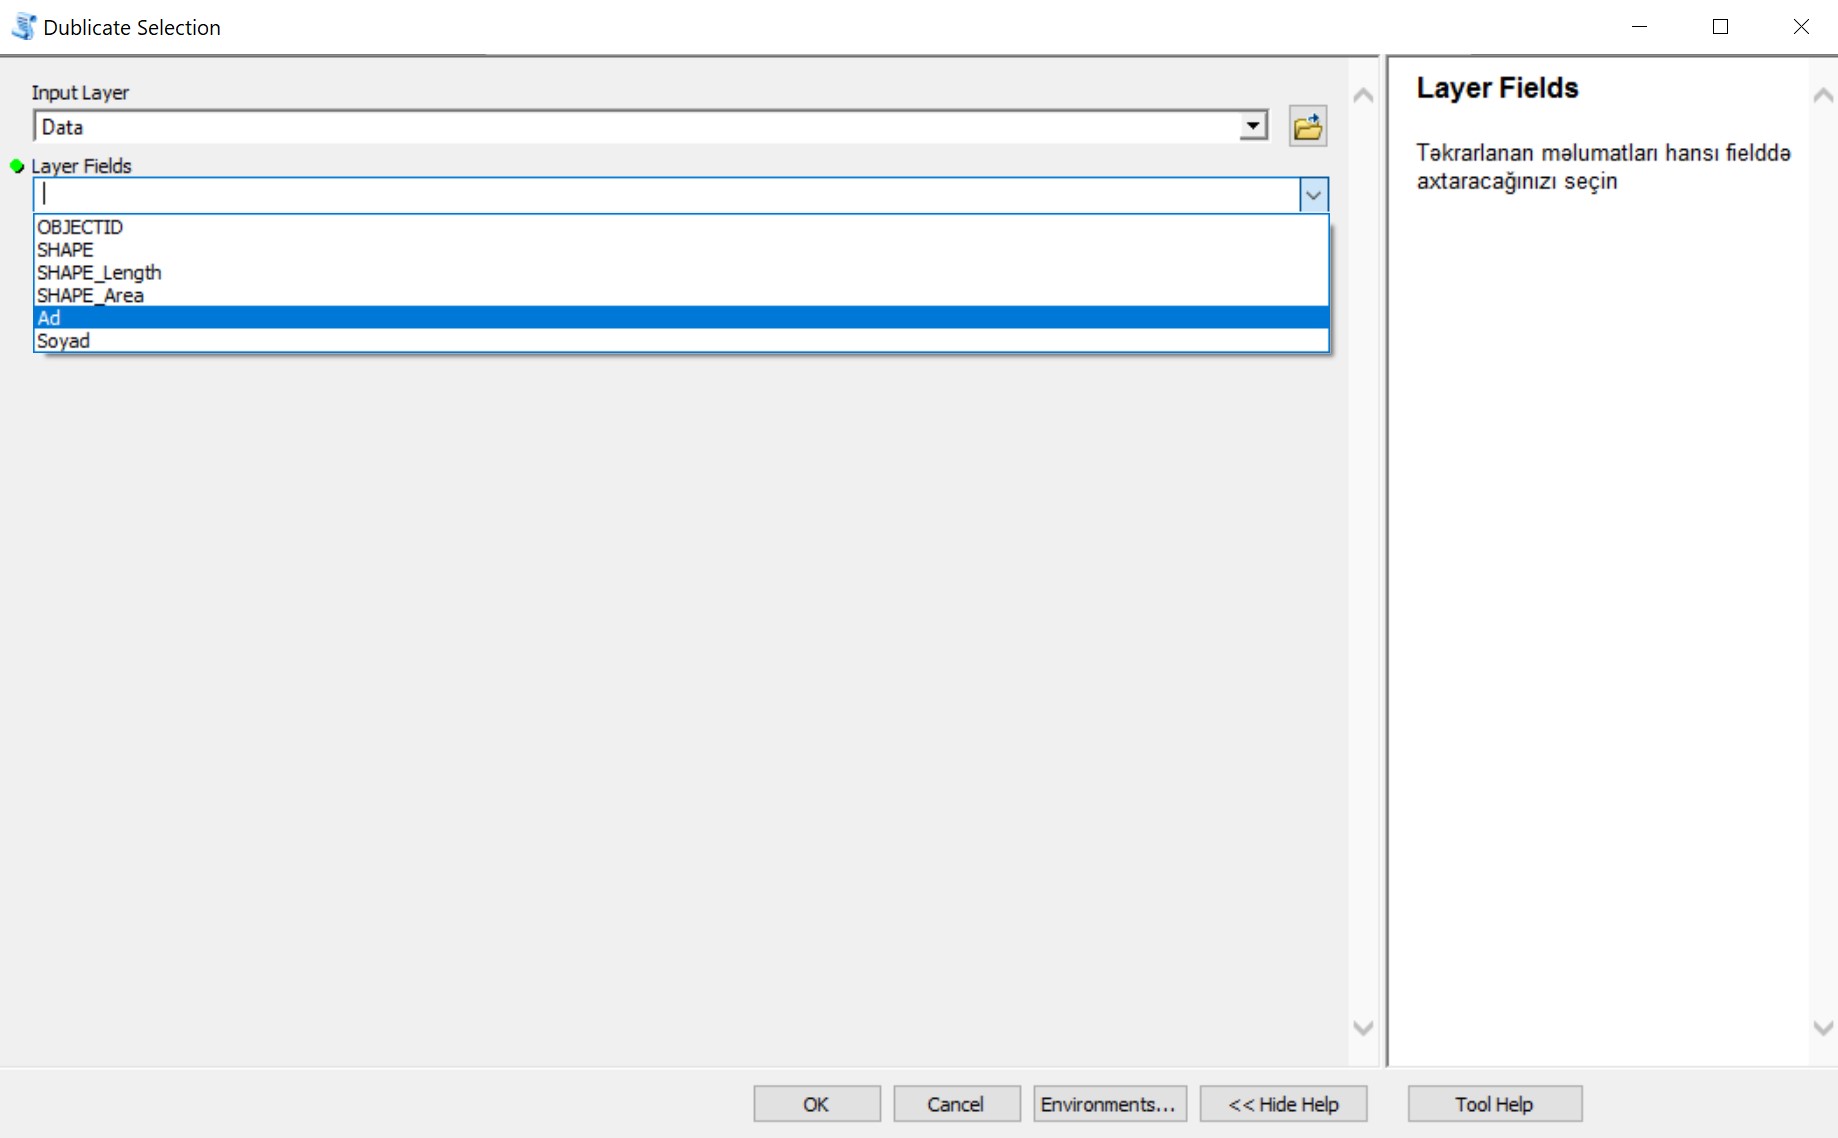 Dublicate Selection
Input Layer
Data
Layer Fields
OBJECTID
SHAPE
SHAPE_Length
SHAPE_Area
Ad
Soyad
Layer Fields
Təkrarlanan məlumatları hansı fielddə
axtaracağınızı seçin
OK
Cancel
Environments...
<< Hide Help
Tool Help